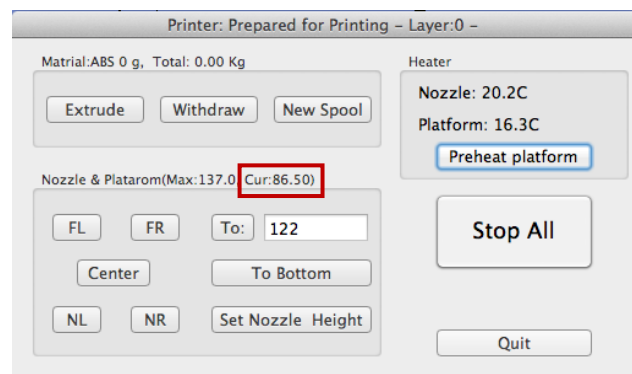 Printer: Prepared for Printing – Layer:0 –
Matrial:ABS 0 g, Total: 0.00 Kg
Extrude
Withdraw
New Spool
Heater
Nozzle: 20.2C
Platform: 16.3C
Preheat platform
Nozzle & Platarom(Max:137.0 Cur:86.50)
FL
FR
To:
122
Center
To Bottom
NL
NR
Set Nozzle Height
Stop All
Quit